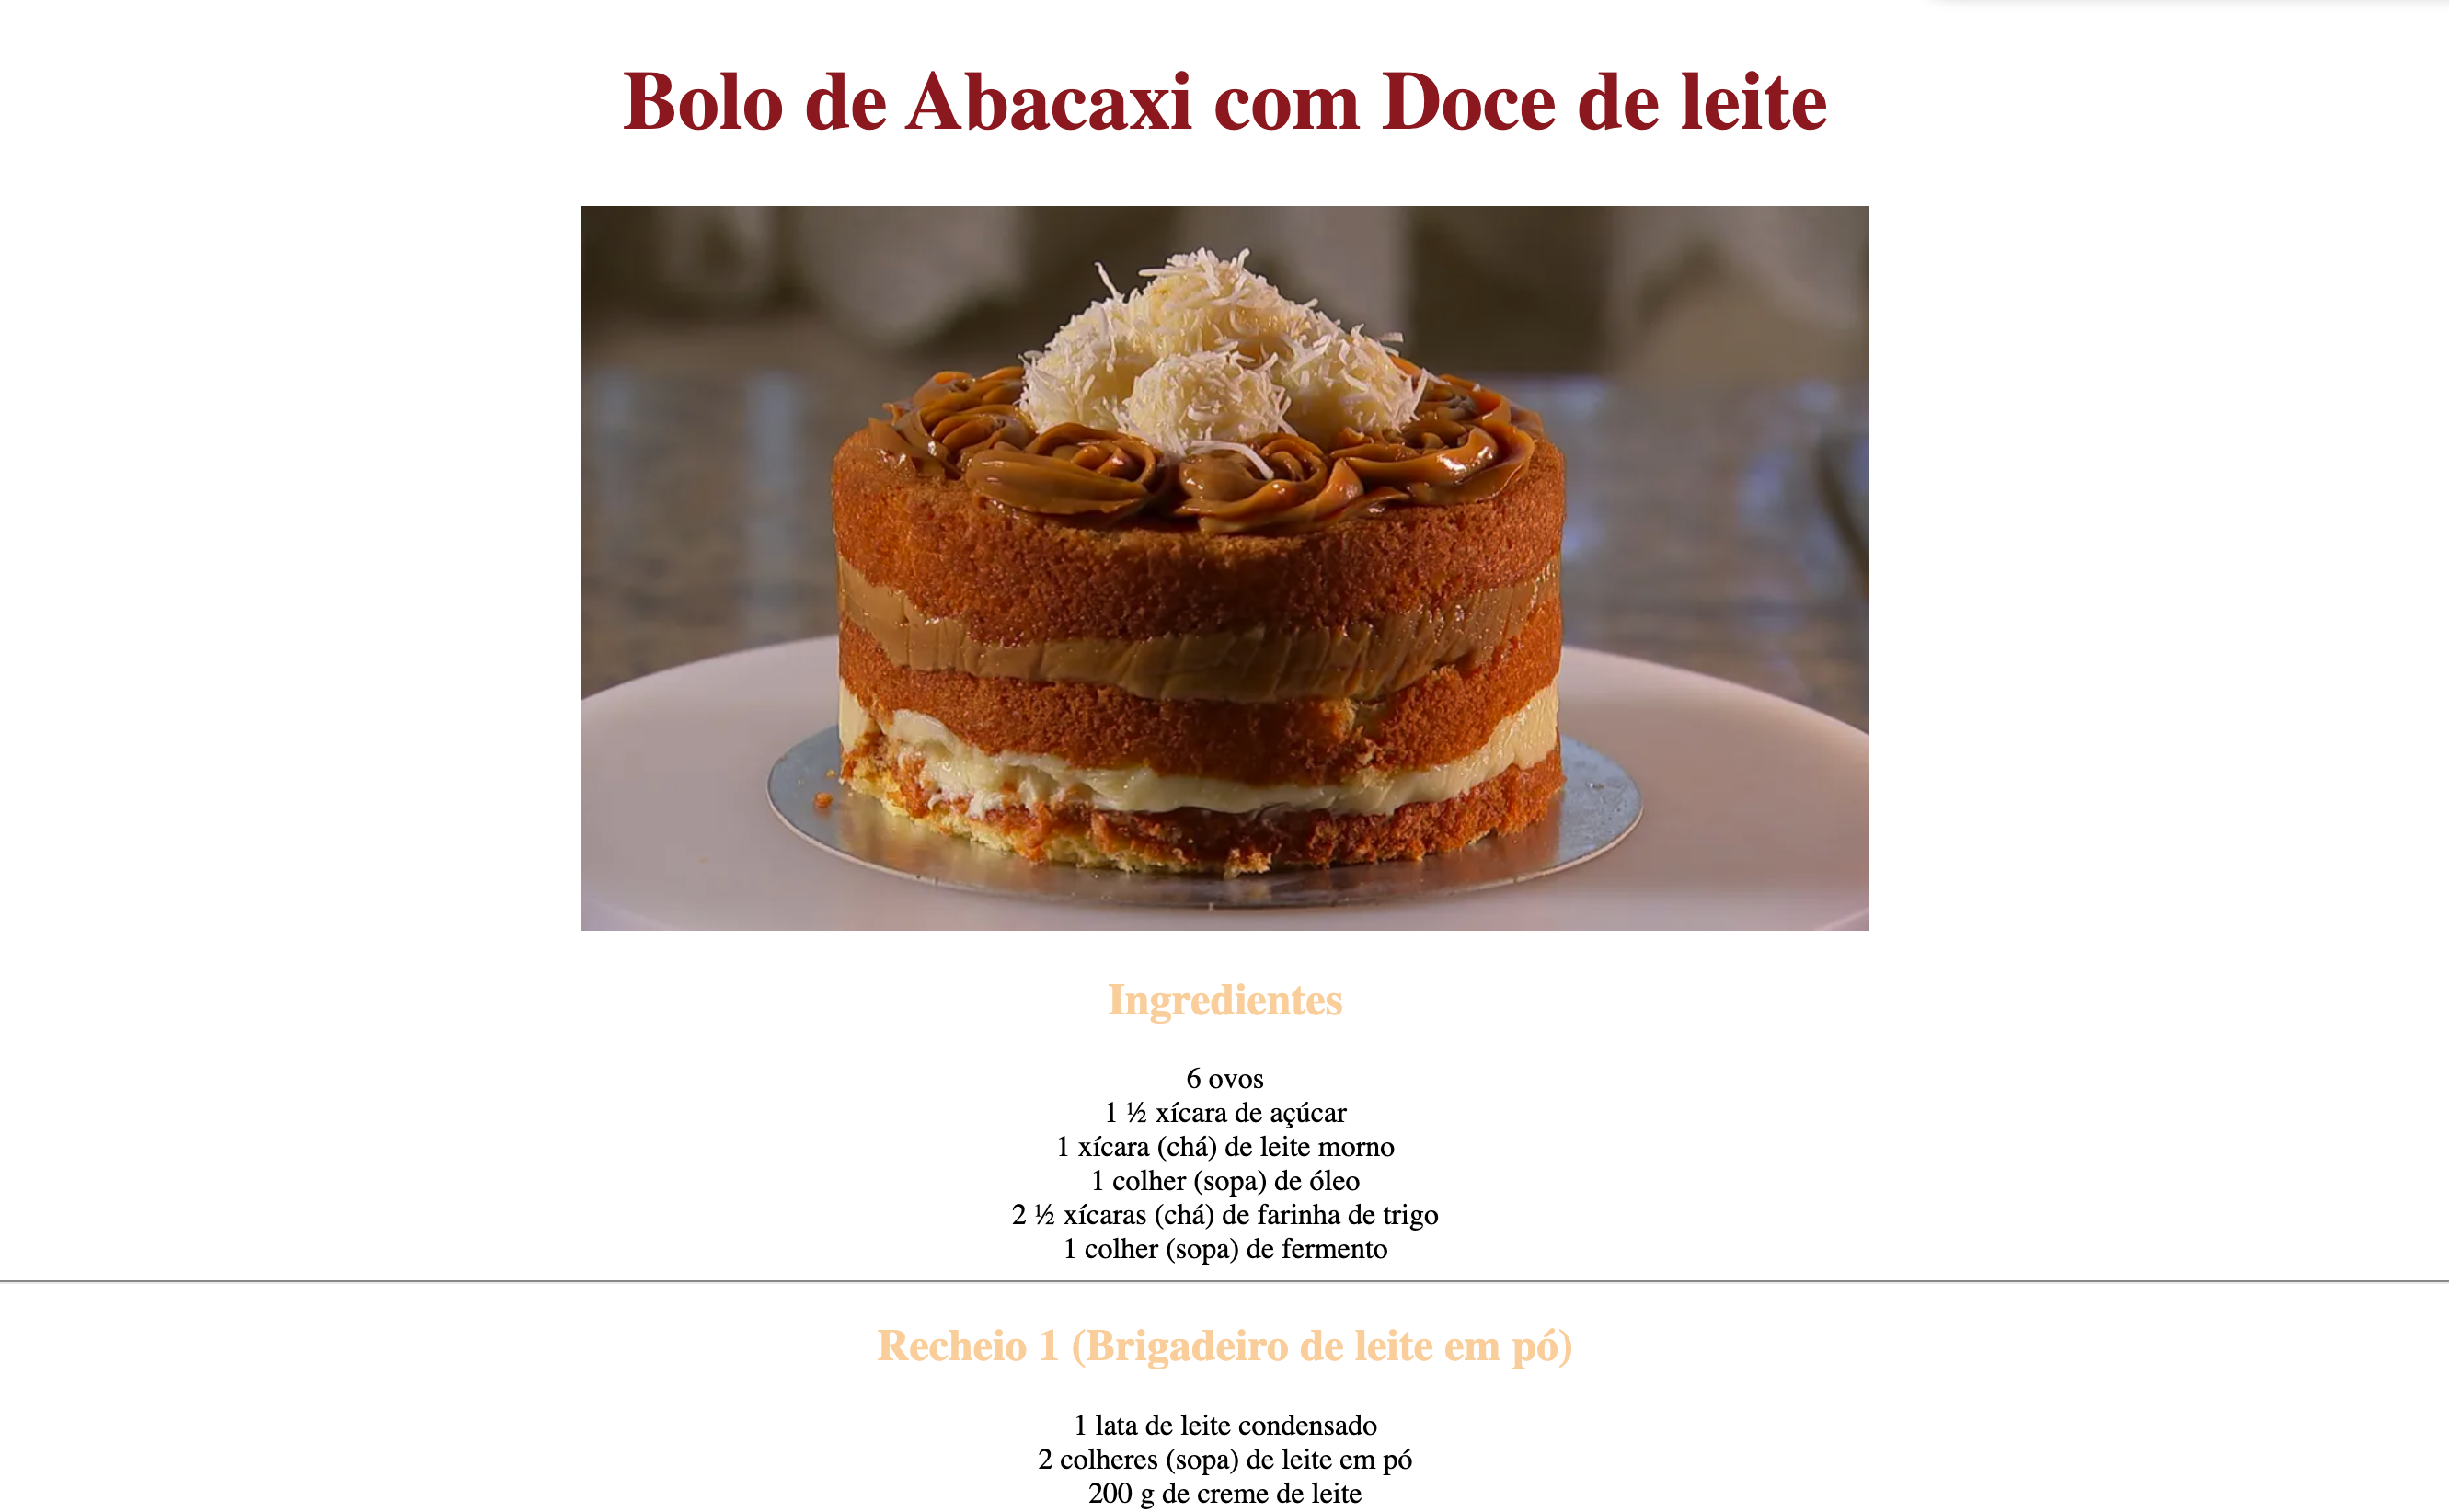 Bolo de Abacaxi com Doce de leite
Ingredientes
6 ovos
1 ½ xícara de açúcar
1 xícara (chá) de leite morno
1 colher (sopa) de óleo
2 ½ xícaras (chá) de farinha de trigo
1 colher (sopa) de fermento
Recheio 1 (Brigadeiro de leite em pó)
1 lata de leite condensado
2 colheres (sopa) de leite em pó
200 g de creme de leite